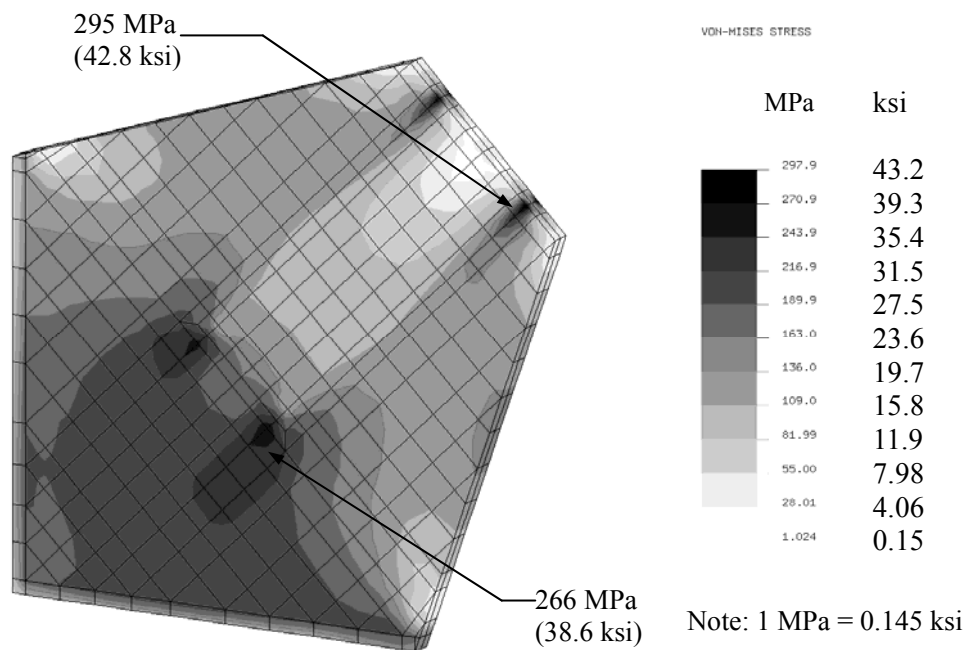 295 MPa
(42.8 ksi)
VON-MISES STRESS
MPa ksi
297.9 43.2
270.9 39.3
243.9 35.4
216.9 31.5
189.9 27.5
163.0 23.6
136.0 19.7
109.0 15.8
81.99 11.9
55.00 7.98
28.01 4.06
1.024 0.15
266 MPa
(38.6 ksi)
Note: 1 MPa = 0.145 ksi